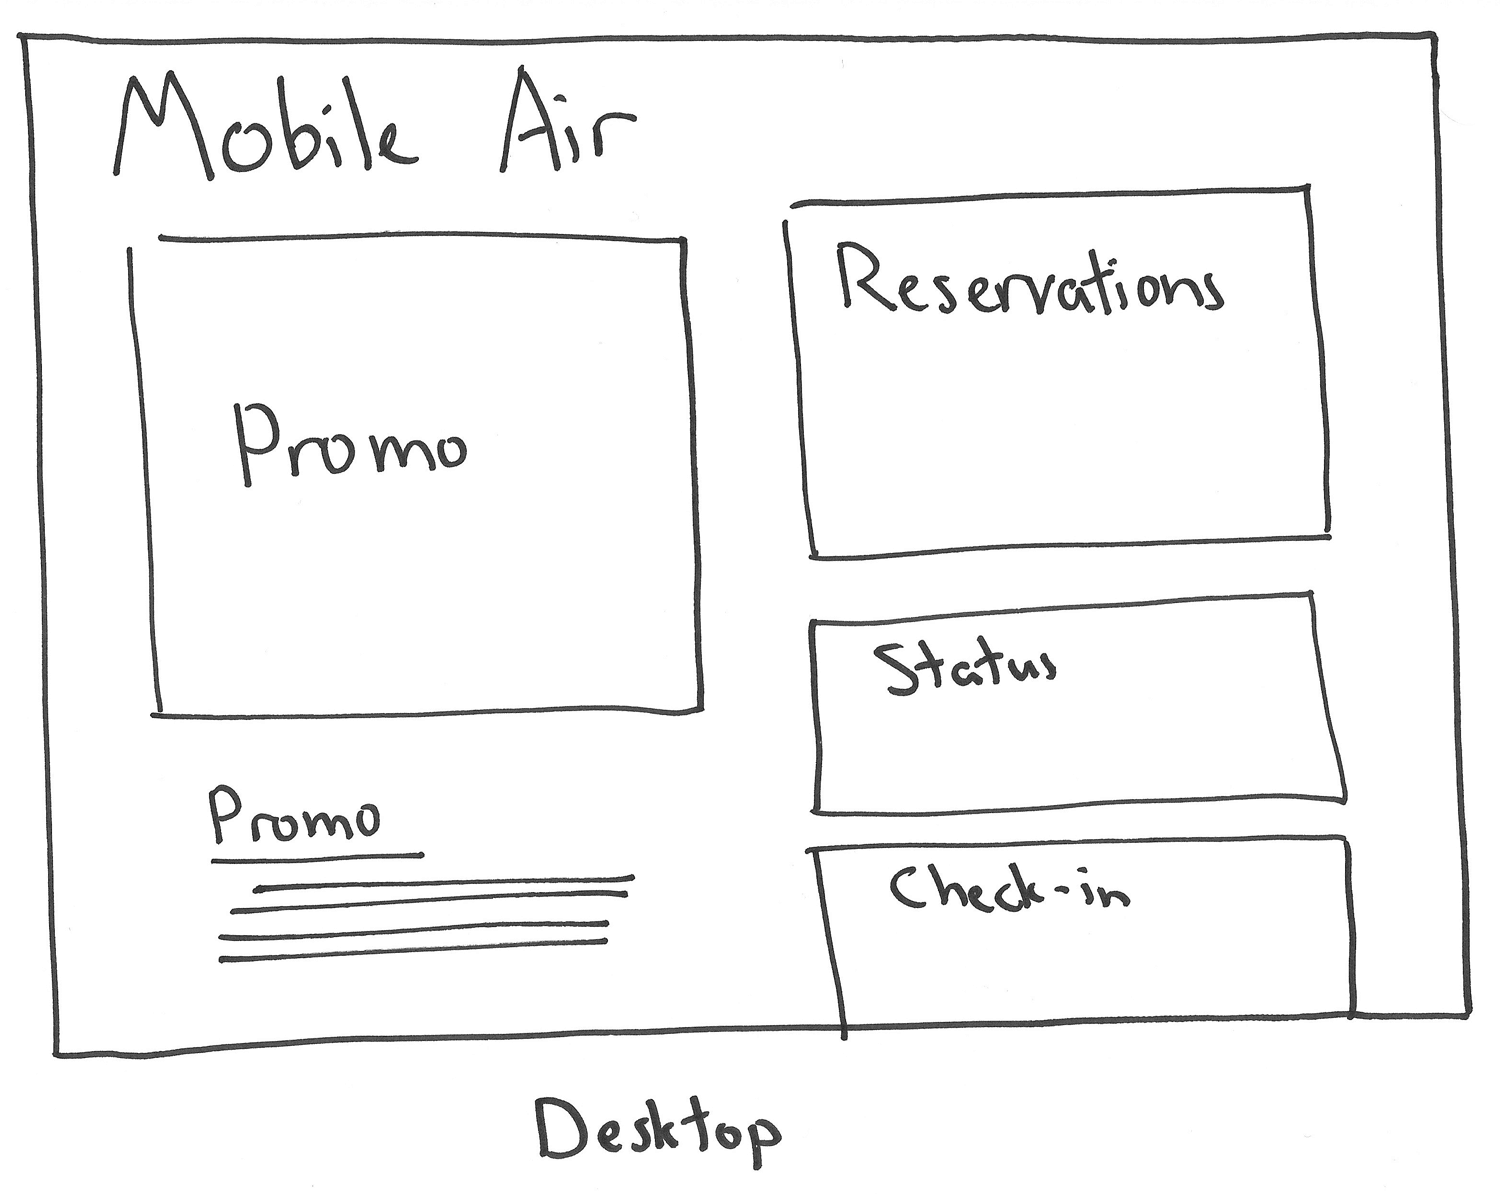 Mobile Air
Promo
Promo
Reservations
Status
Check-in
Desktop